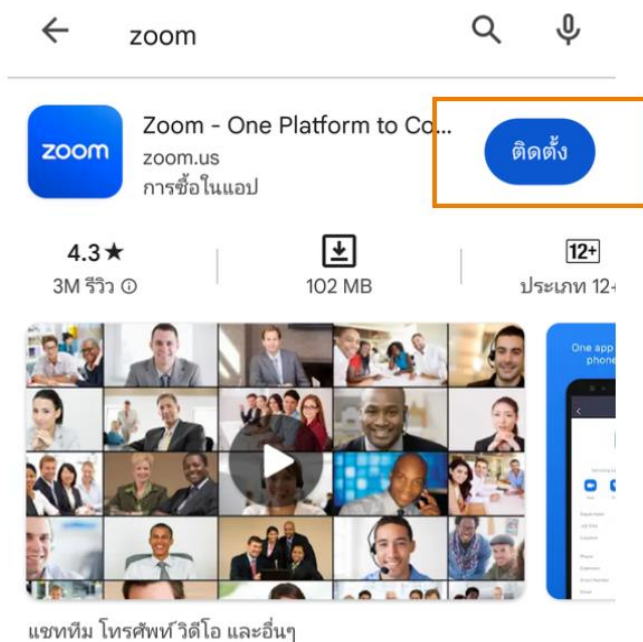 zoom
zoom
Zoom - One Platform to Co...
zoom.us
การซื้อในแอป
ติดตั้ง
4.3★
3M รีวิว
102 MB
12+
ประเภท 12+
One app
phone
แชททีม โทรศัพท์ วิดีโอ และอื่นๆ